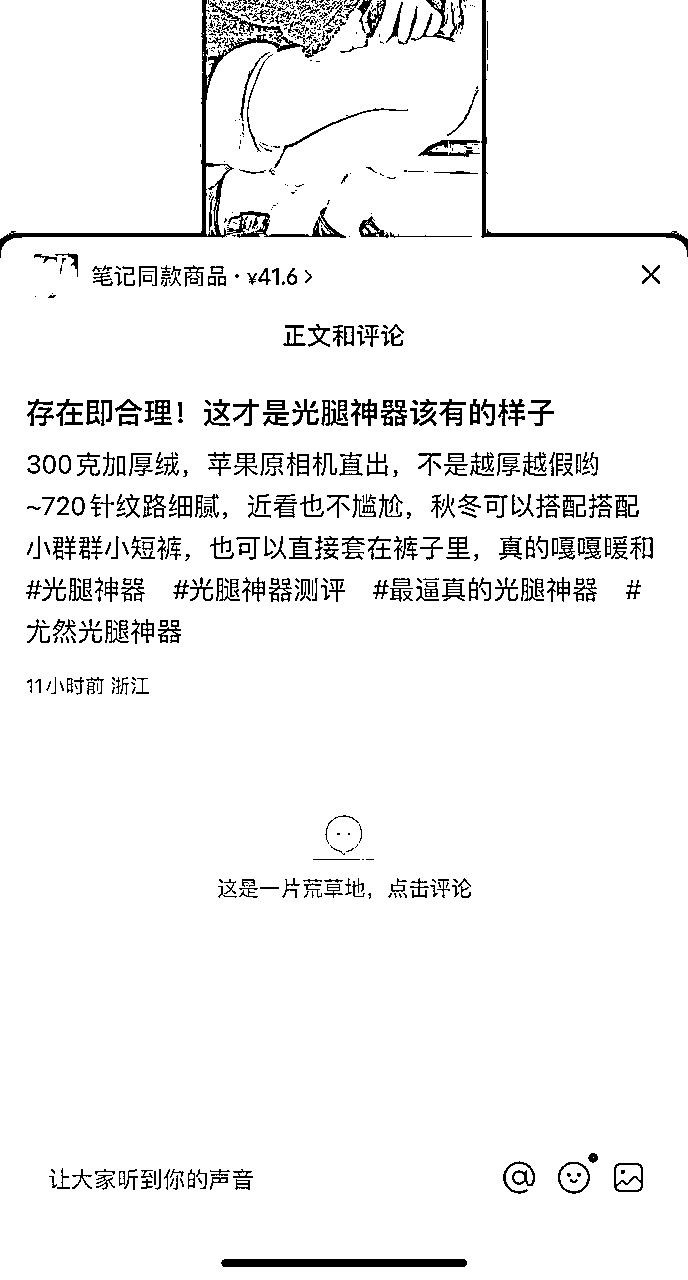 笔记同款商品·¥41.6 >
正文和评论
存在即合理！这才是光腿神器该有的样子
300克加厚绒，苹果原相机直出，不是越厚越假哟
~720针纹路细腻，近看也不尴尬，秋冬可以搭配搭配
小群群小短裤，也可以直接套在裤子里，真的嘎嘎暖和
#光腿神器 #光腿神器测评 #最逼真的光腿神器 #
尤然光腿神器
11小时前 浙江
这是一片荒草地，点击评论
让大家听到你的声音